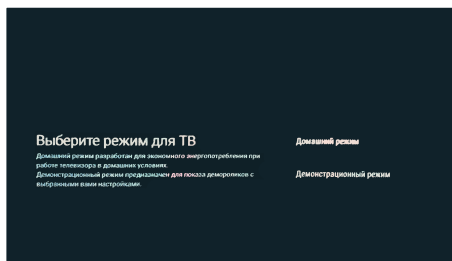 Выберите режим для ТВ
Домашний режим разработан для экономного энергопотребления при
работе телевизора в домашних условиях.
Демонстрационный режим предназначен для показа демороликов с
выбранными вами настройками.
Домашний режим
Демонстрационный режим